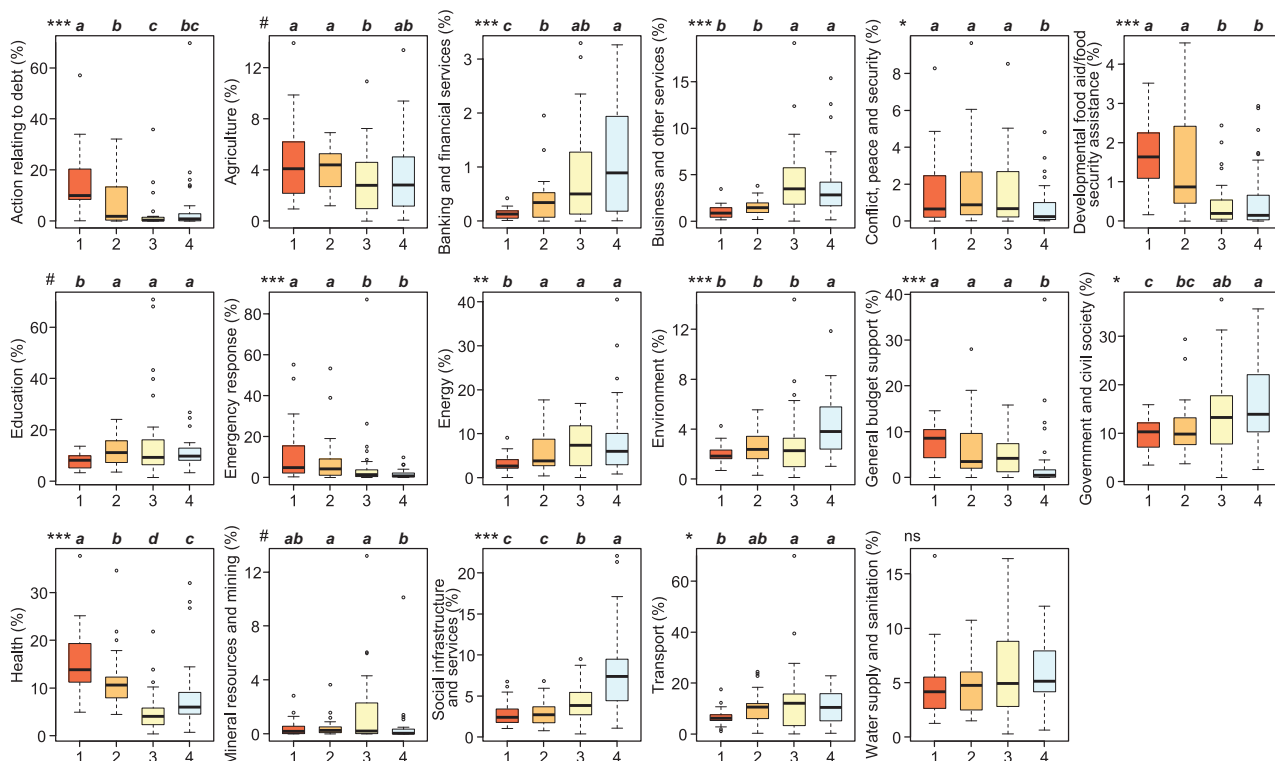 *** a b c bc
Action relating to debt (%)
60
40
20
0
1 2 3 4
# a a b ab
Agriculture (%)
12
8
4
0
1 2 3 4
*** c b ab a
Banking and financial services (%)
3
2
1
0
1 2 3 4
*** b b a a
Business and other services (%)
15
10
5
0
1 2 3 4
* a a a b
Conflict, peace and security (%)
8
6
4
2
0
1 2 3 4
*** a a b b
Developmental food aid/food
security assistance (%)
4
3
2
1
0
1 2 3 4
# b a a a
Education (%)
60
40
20
0
1 2 3 4
*** a a b b
Emergency response (%)
80
60
40
20
0
1 2 3 4
** b a a a
Energy (%)
40
30
20
10
0
1 2 3 4
*** b b b a
Environment (%)
12
8
4
0
1 2 3 4
*** a a a b
General budget support (%)
40
30
20
10
0
1 2 3 4
* c bc ab a
Government and civil society (%)
30
20
10
0
1 2 3 4
*** a b d c
Health (%)
30
20
10
0
1 2 3 4
# ab a a b
Mineral resources and mining (%)
12
8
4
0
1 2 3 4
*** c c b a
Social infrastructure
and services (%)
20
15
10
5
0
1 2 3 4
* b ab a a
Transport (%)
80
60
40
20
0
1 2 3 4
ns
Water supply and sanitation (%)
15
10
5
0
1 2 3 4